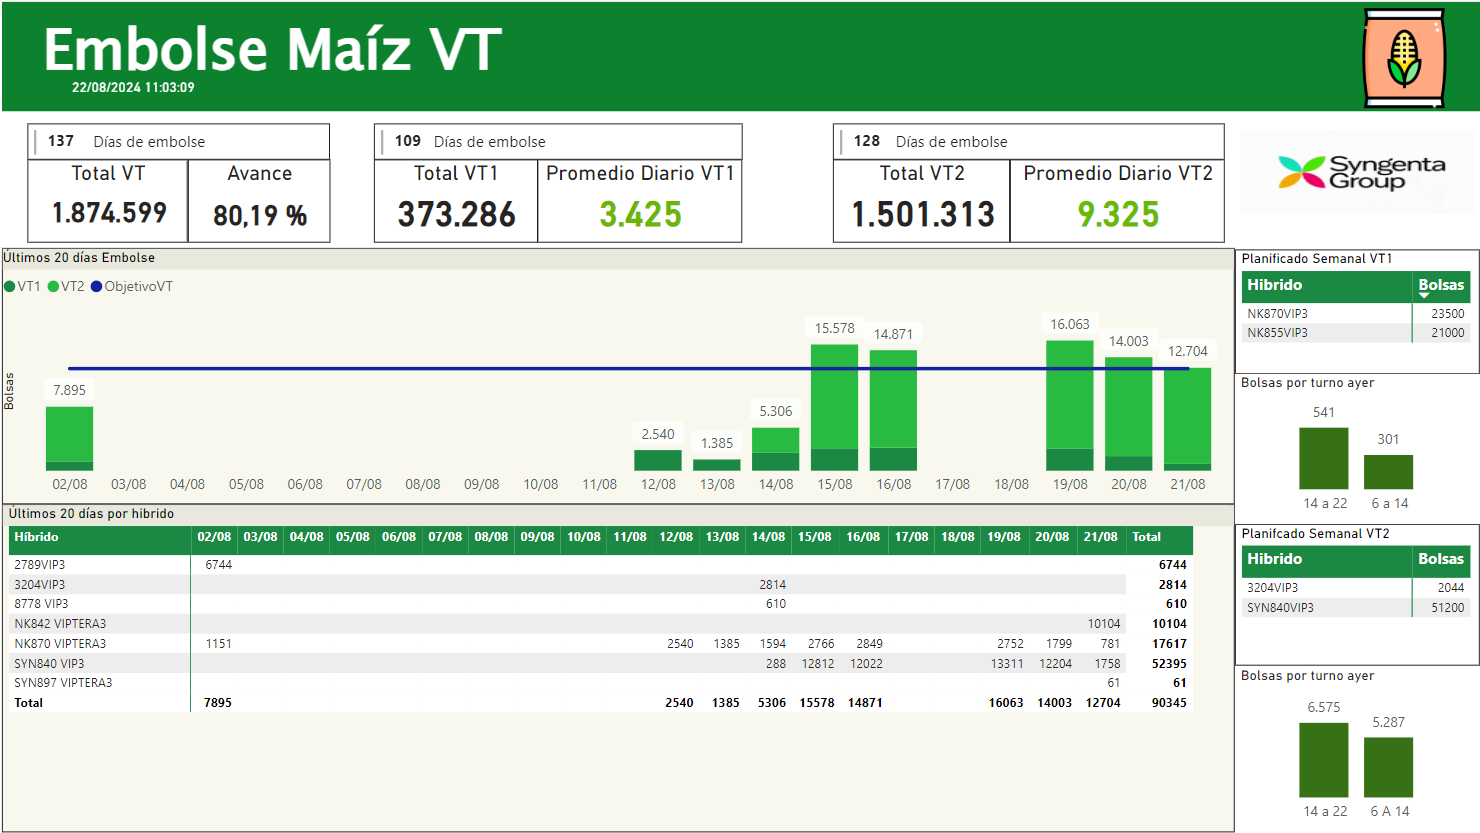 Embolse Maíz VT
22/08/2024 11:03:09
137 Días de embolse
Total VT Avance
1.874.599 80,19 %
109 Días de embolse
Total VT1 Promedio Diario VT1
373.286 3.425
128 Días de embolse
Total VT2 Promedio Diario VT2
1.501.313 9.325
Syngenta
Group
Últimos 20 días Embolse
VT1 VT2 ObjetivoVT
Bolsas
7.895 2.540 1.385 5.306 15.578 14.871 16.063 14.003 12.704
02/08 03/08 04/08 05/08 06/08 07/08 08/08 09/08 10/08 11/08 12/08 13/08 14/08 15/08 16/08 17/08 18/08 19/08 20/08 21/08
Últimos 20 días por hibrido
Híbrido 02/08 03/08 04/08 05/08 06/08 07/08 08/08 09/08 10/08 11/08 12/08 13/08 14/08 15/08 16/08 17/08 18/08 19/08 20/08 21/08 Total
2789VIP3 6744 6744
3204VIP3 2814 2814
8778 VIP3 610 610
NK842 VIPTERA3 10104 10104
NK870 VIPTERA3 1151 2540 1385 1594 2766 2849 2752 1799 781 17617
SYN840 VIP3 288 12812 12022 13311 12204 1758 52395
SYN897 VIPTERA3 61 61
Total 7895 2540 1385 5306 15578 14871 16063 14003 12704 90345
Planificado Semanal VT1
Hibrido Bolsas
NK870VIP3 23500
NK855VIP3 21000
Bolsas por turno ayer
541 301
14 a 22 6 a 14
Planifcado Semanal VT2
Hibrido Bolsas
3204VIP3 2044
SYN840VIP3 51200
Bolsas por turno ayer
6.575 5.287
14 a 22 6 A 14